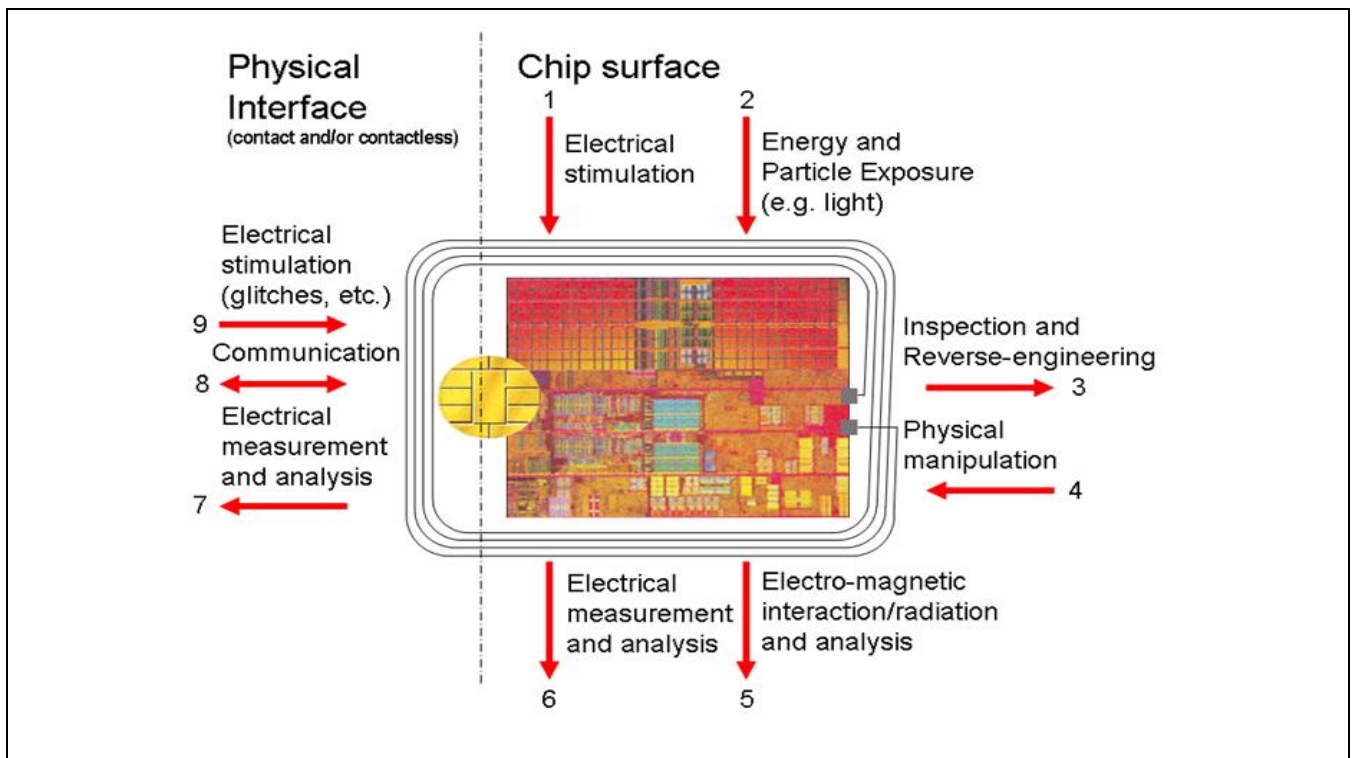 Physical
Interface
(contact and/or contactless)
Chip surface
1
2
Electrical
stimulation
Energy and
Particle Exposure
(e.g. light)
Electrical
stimulation
(glitches, etc.)
9
Communication
8
Electrical
measurement
and analysis
7
Inspection and
Reverse-engineering
3
Physical
manipulation
4
Electrical
measurement
and analysis
6
Electro-magnetic
interaction/radiation
and analysis
5